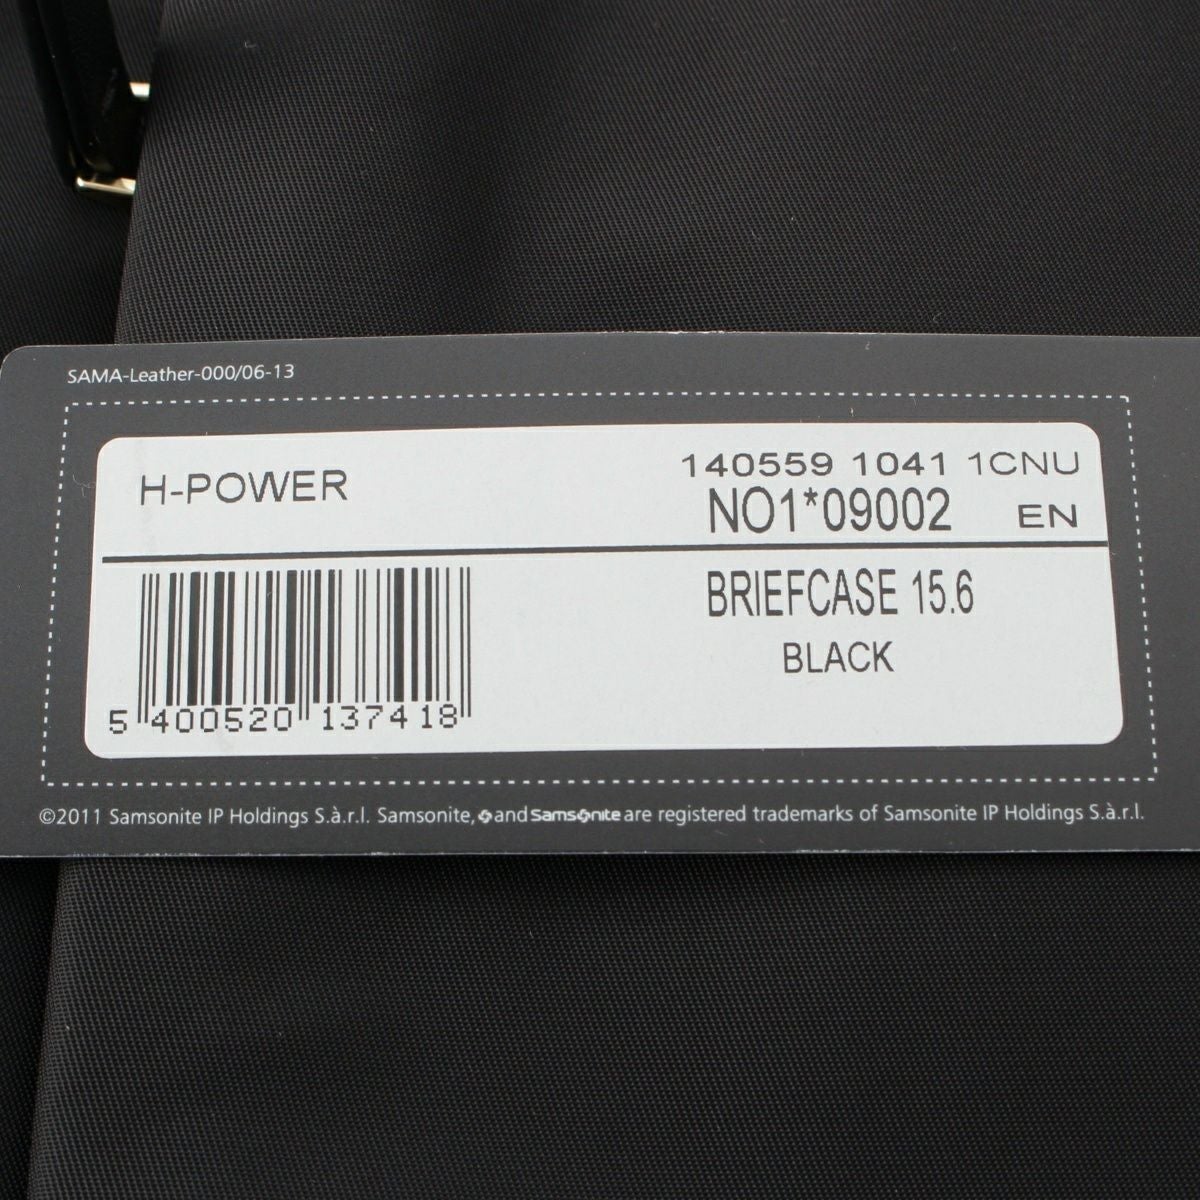 SAMA-Leather-000/06-13
H-POWER
140559 1041 1CNU
NO1*09002 EN
BRIEFCASE 15.6
BLACK
5 400520 137418
©2011 Samsonite IP Holdings S.à.r.l. Samsonite, and Samsonite are registered trademarks of Samsonite IP Holdings S.à.r.l.